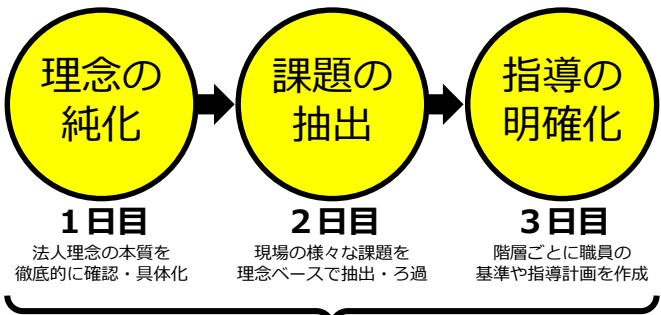 理念の
純化
課題の
抽出
指導の
明確化
1日目
2日目
3日目
法人理念の本質を
徹底的に確認・具体化
現場の様々な課題を
理念ベースで抽出・ろ過
階層ごとに職員の
基準や指導計画を作成